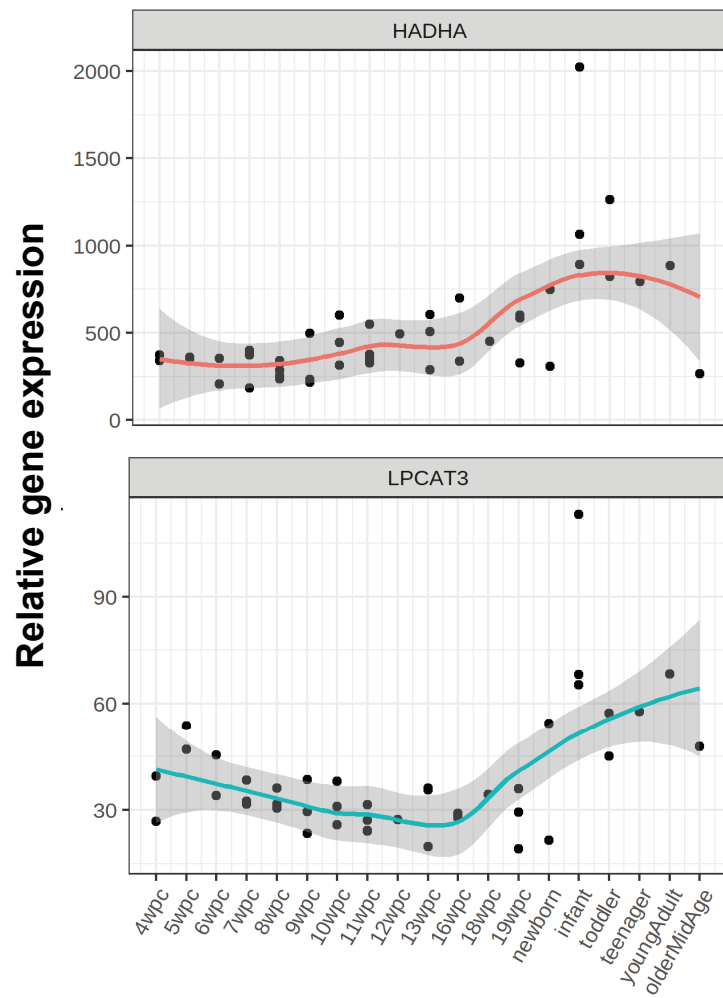 HADHA
2000
1500
1000
500
0
Relative gene expression
LPCAT3
90
60
30
4wpc
5wpc
6wpc
7wpc
8wpc
9wpc
10wpc
11wpc
12wpc
13wpc
16wpc
18wpc
19wpc
newborn
infant
toddler
teenager
youngAdult
olderMidAge